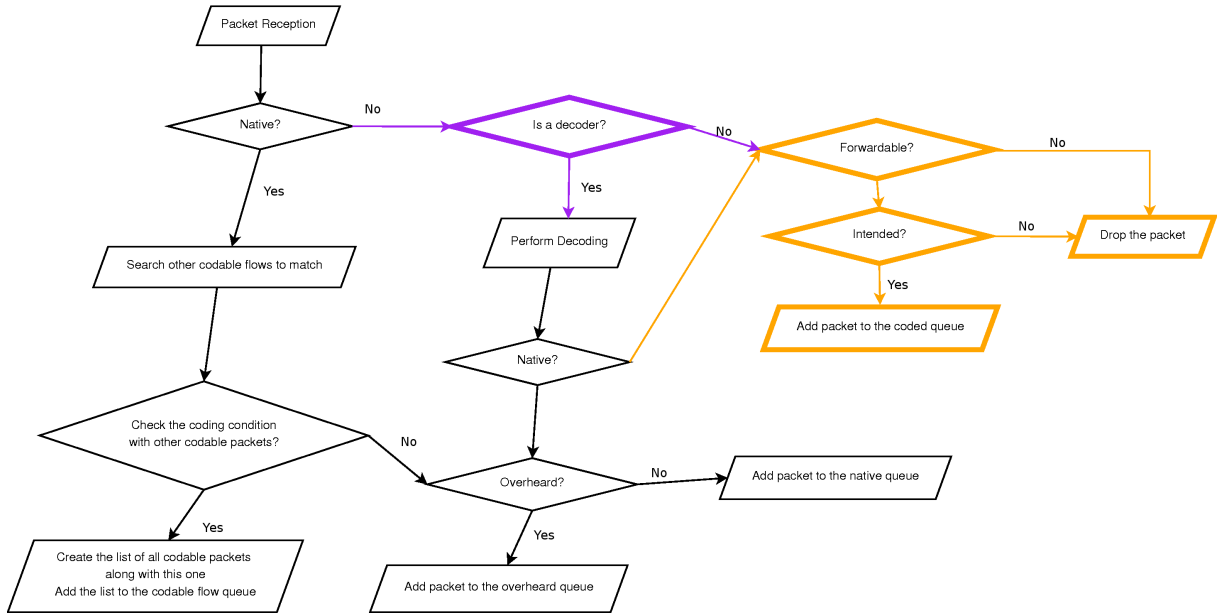 Packet Reception
Native?
No
Is a decoder?
No
Forwardable?
No
Yes
Yes
Intended?
No
Drop the packet
Search other codable flows to match
Perform Decoding
Yes
Add packet to the coded queue
Native?
Check the coding condition
with other codable packets?
No
Overheard?
No
Add packet to the native queue
Yes
Yes
Create the list of all codable packets
along with this one
Add the list to the codable flow queue
Add packet to the overheard queue